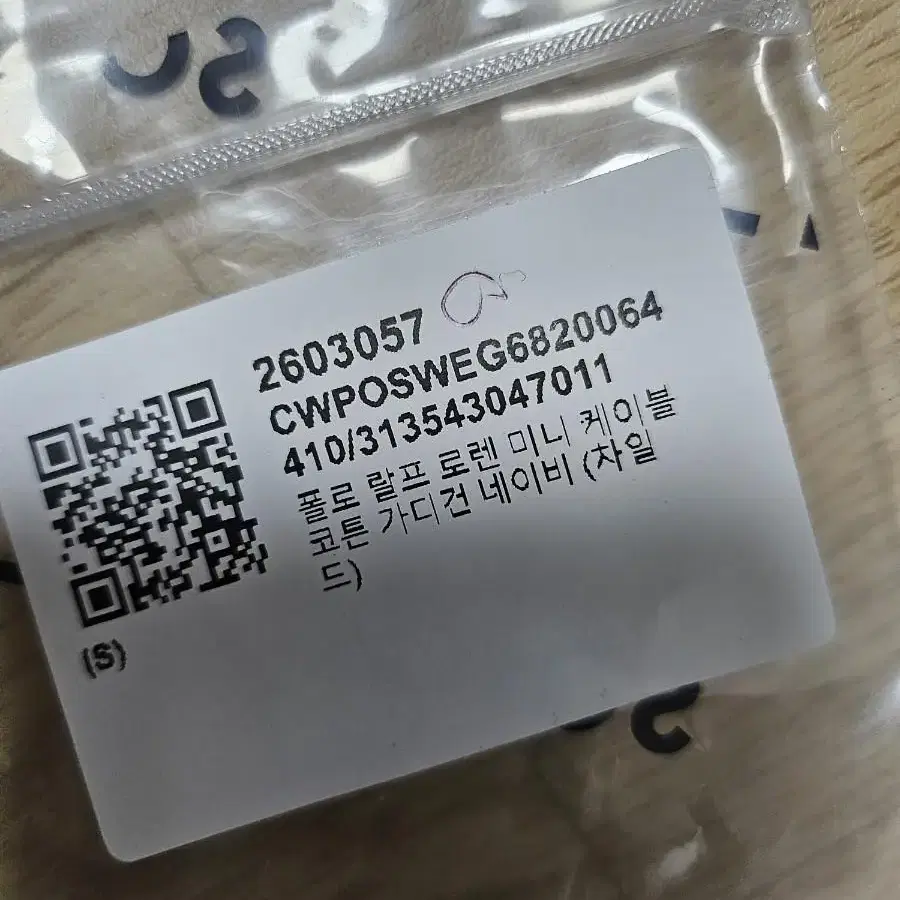 2603057
CWPOSWEG6820064
410/313543047011
폴로 랄프 로렌 미니 케이블
코튼 가디건 네이비 (차일
드)
(S)